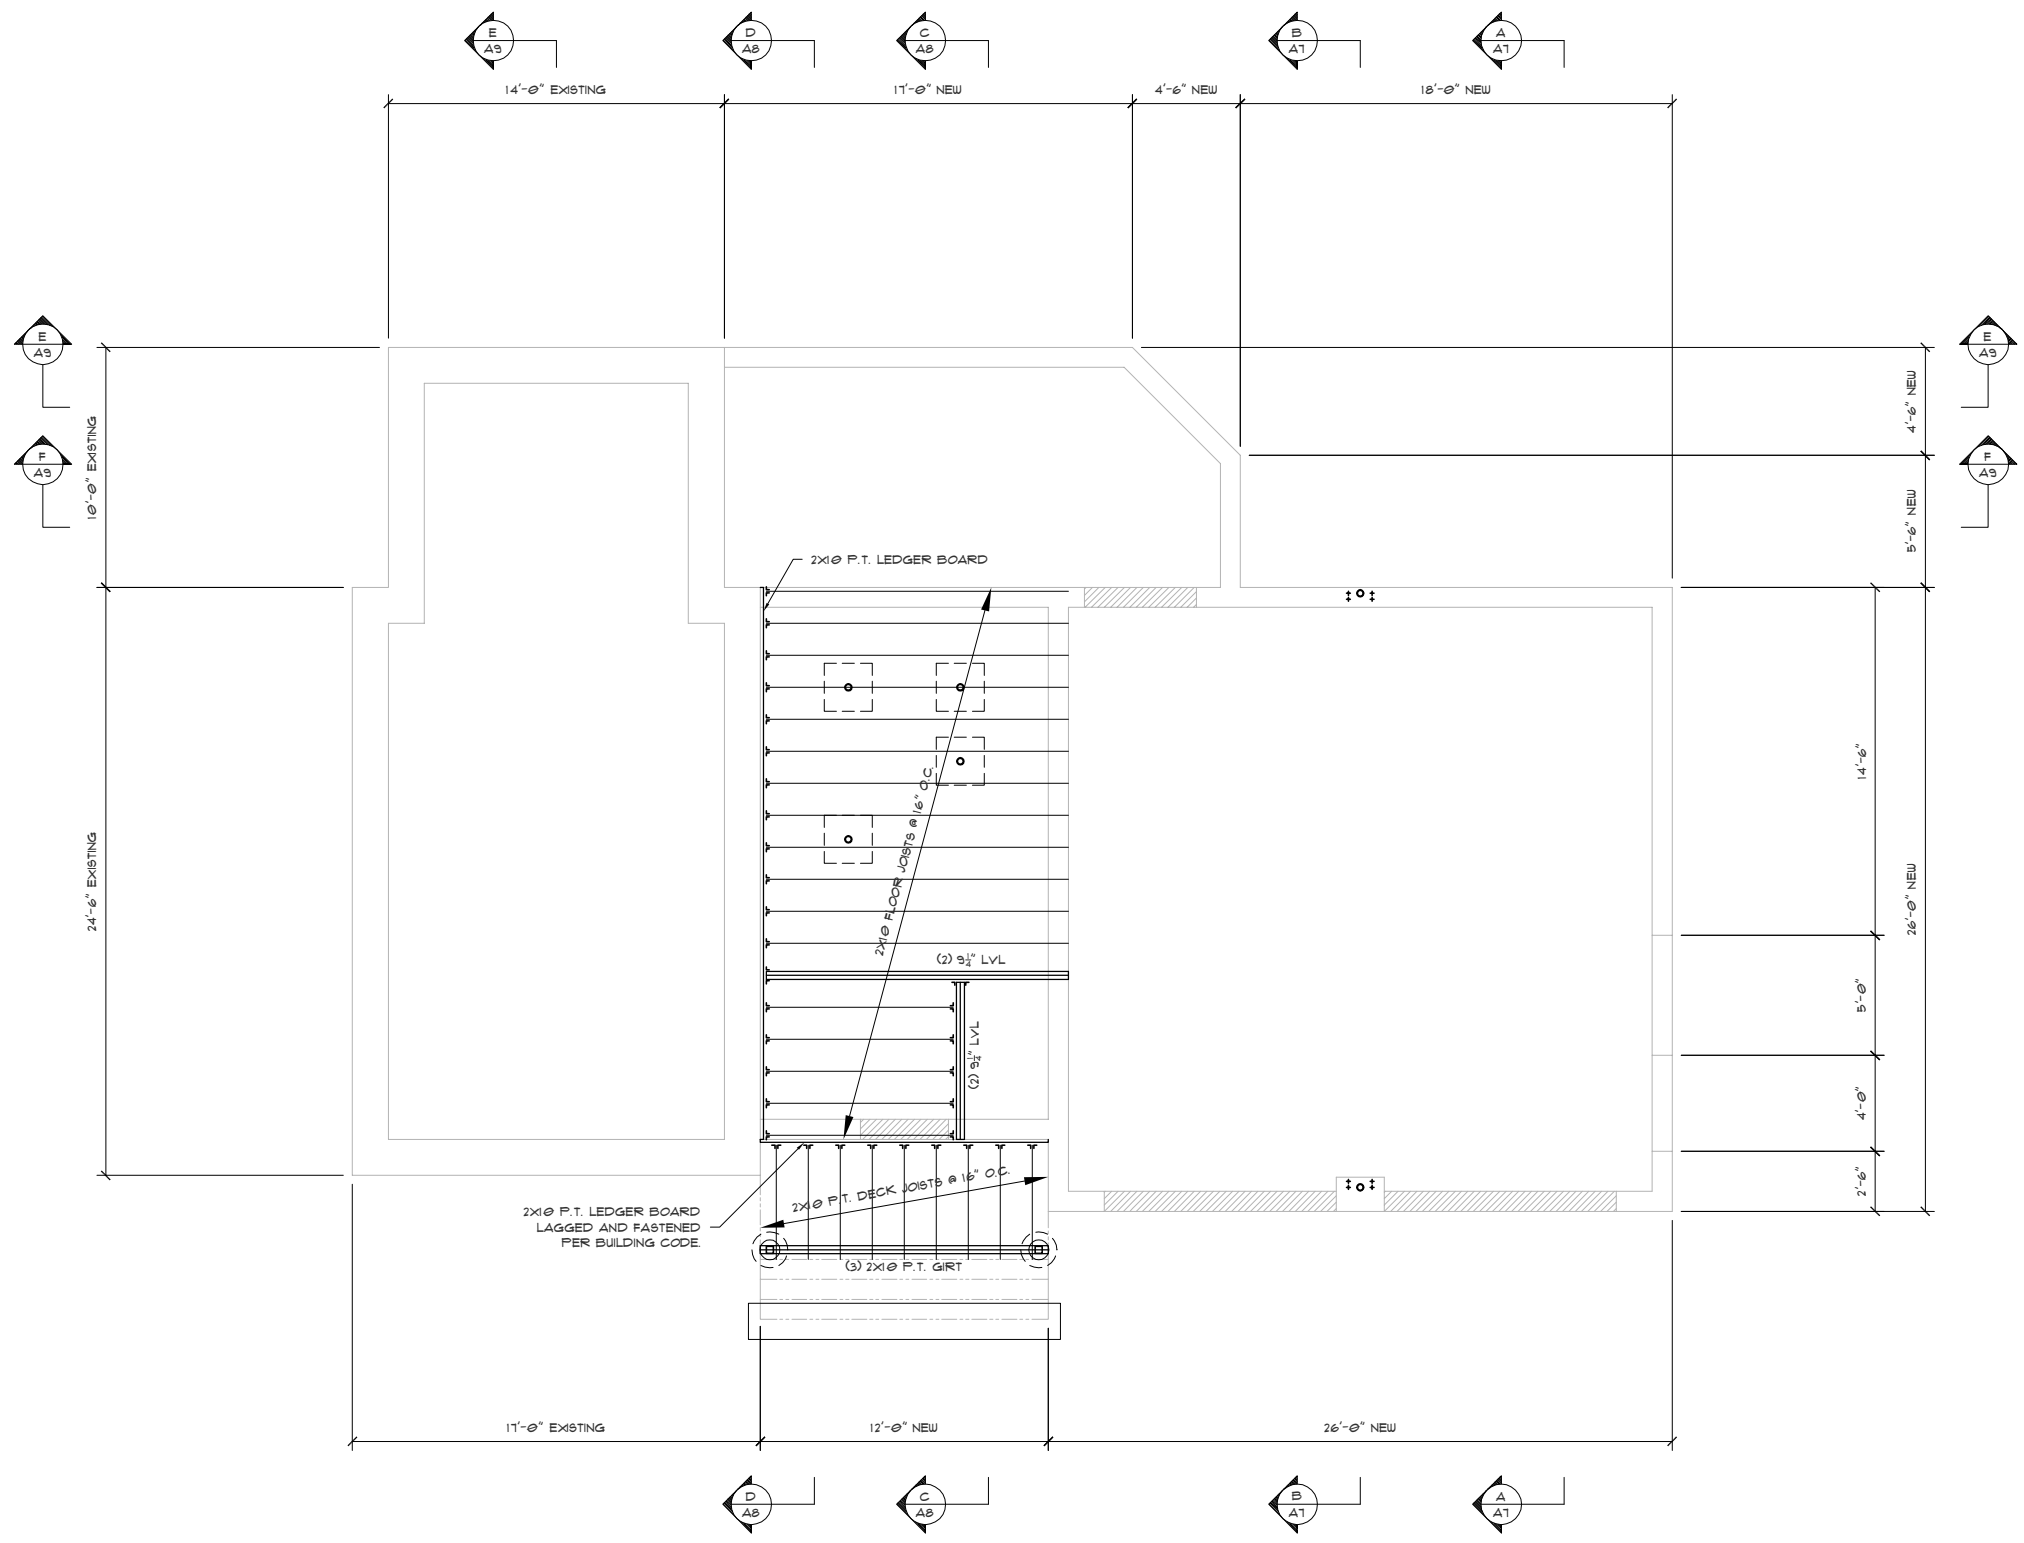 E
A9
D
A8
C
A8
B
A7
A
A7
14'-0" EXISTING
17'-0" NEW
4'-6" NEW
18'-0" NEW
E
A9
E
A9
4'-6" NEW
10'-0" EXISTING
F
A9
F
A9
5'-6" NEW
2X10 P.T. LEDGER BOARD
14'-6"
2X10 FLOOR JOISTS @ 16" O.C.
24'-6" EXISTING
26'-0" NEW
(2) 9 1/4" LVL
5'-0"
(2) 9 1/4" LVL
4'-0"
2X10 P.T. DECK JOISTS @ 16" O.C.
2'-6"
2X10 P.T. LEDGER BOARD
LAGGED AND FASTENED
PER BUILDING CODE.
(3) 2X10 P.T. GIRT
17'-0" EXISTING
12'-0" NEW
26'-0" NEW
D
A8
C
A8
B
A7
A
A7